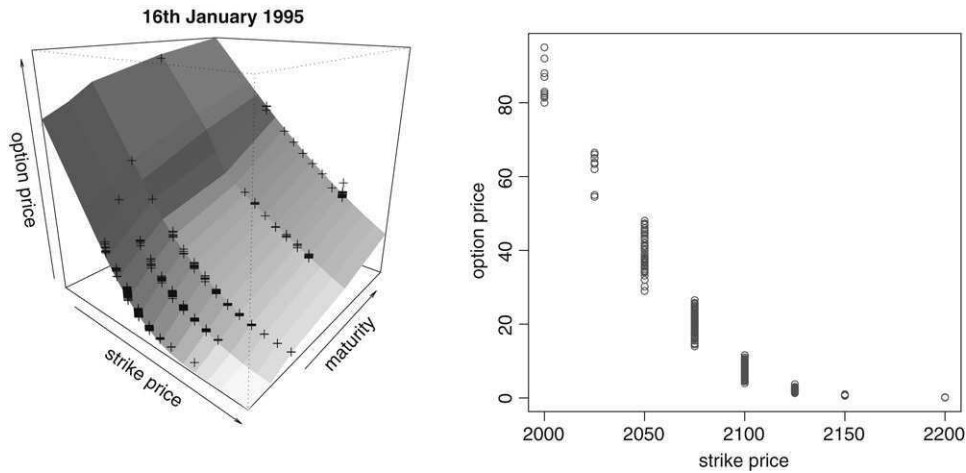 16th January 1995
option price
strike price
maturity
option price
80
60
40
20
0
2000
2050
2100
2150
2200
strike price